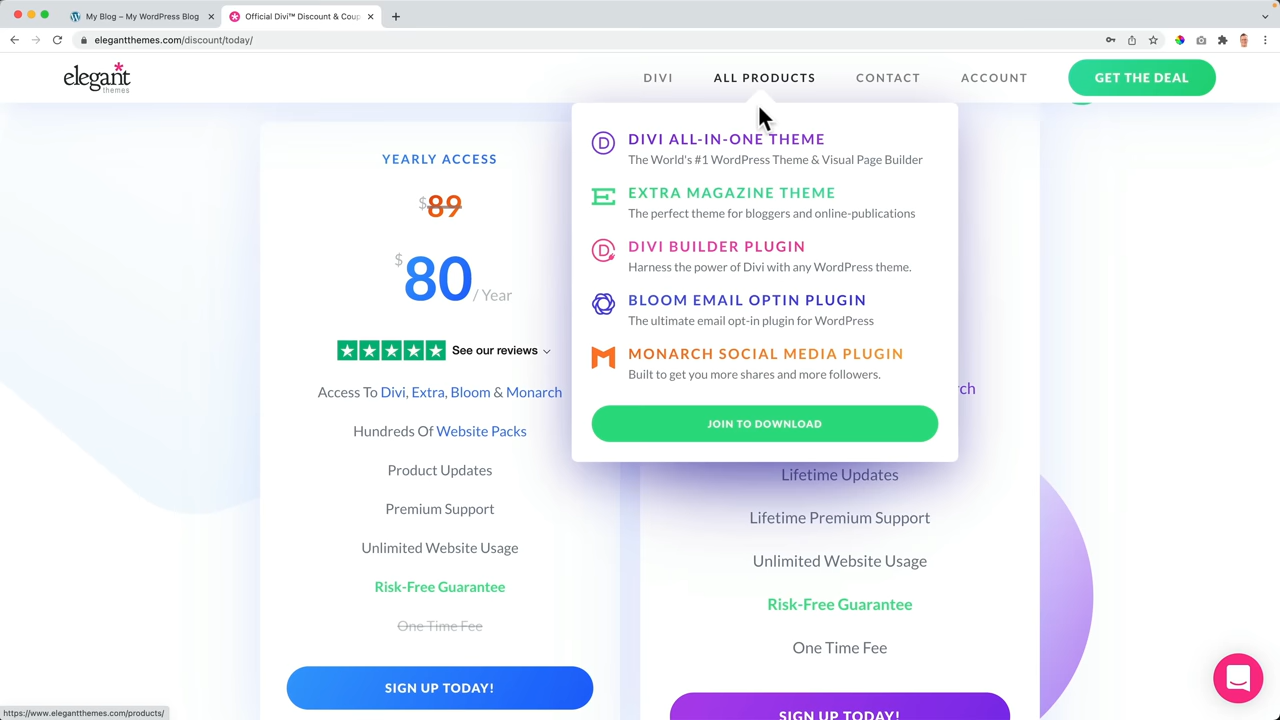 My Blog – My WordPress Blog
Official Divi™ Discount & Coup
elegantthemes.com/discount/today/
elegant
themes
DIVI
ALL PRODUCTS
CONTACT
ACCOUNT
GET THE DEAL
DIVI ALL-IN-ONE THEME
The World's #1 WordPress Theme & Visual Page Builder
EXTRA MAGAZINE THEME
The perfect theme for bloggers and online-publications
DIVI BUILDER PLUGIN
Harness the power of Divi with any WordPress theme.
BLOOM EMAIL OPTIN PLUGIN
The ultimate email opt-in plugin for WordPress
MONARCH SOCIAL MEDIA PLUGIN
Built to get you more shares and more followers.
JOIN TO DOWNLOAD
YEARLY ACCESS
$89
$80/ Year
See our reviews
Access To Divi, Extra, Bloom & Monarch
Hundreds Of Website Packs
Product Updates
Premium Support
Unlimited Website Usage
Risk-Free Guarantee
One Time Fee
SIGN UP TODAY!
rch
Lifetime Updates
Lifetime Premium Support
Unlimited Website Usage
Risk-Free Guarantee
One Time Fee
SIGN UP TODAY!
https://www.elegantthemes.com/products/